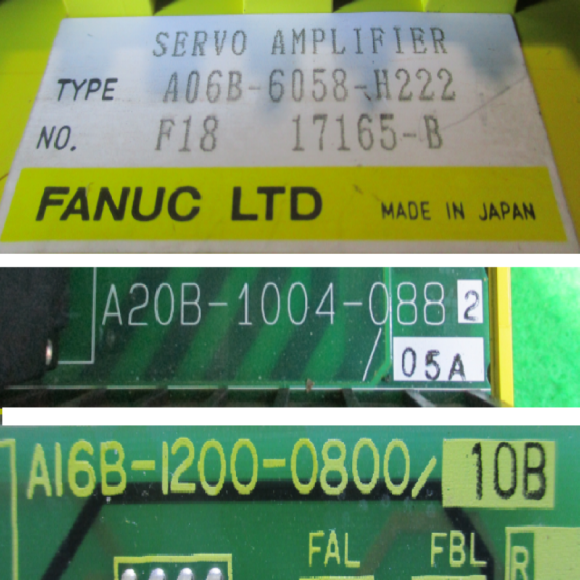 SERVO AMPLIFIER
TYPE A06B-6058-H222
NO. F18 17165-B
FANUC LTD MADE IN JAPAN
A20B-1004-0882
05A
A16B-1200-0800/10B
FAL FBL R